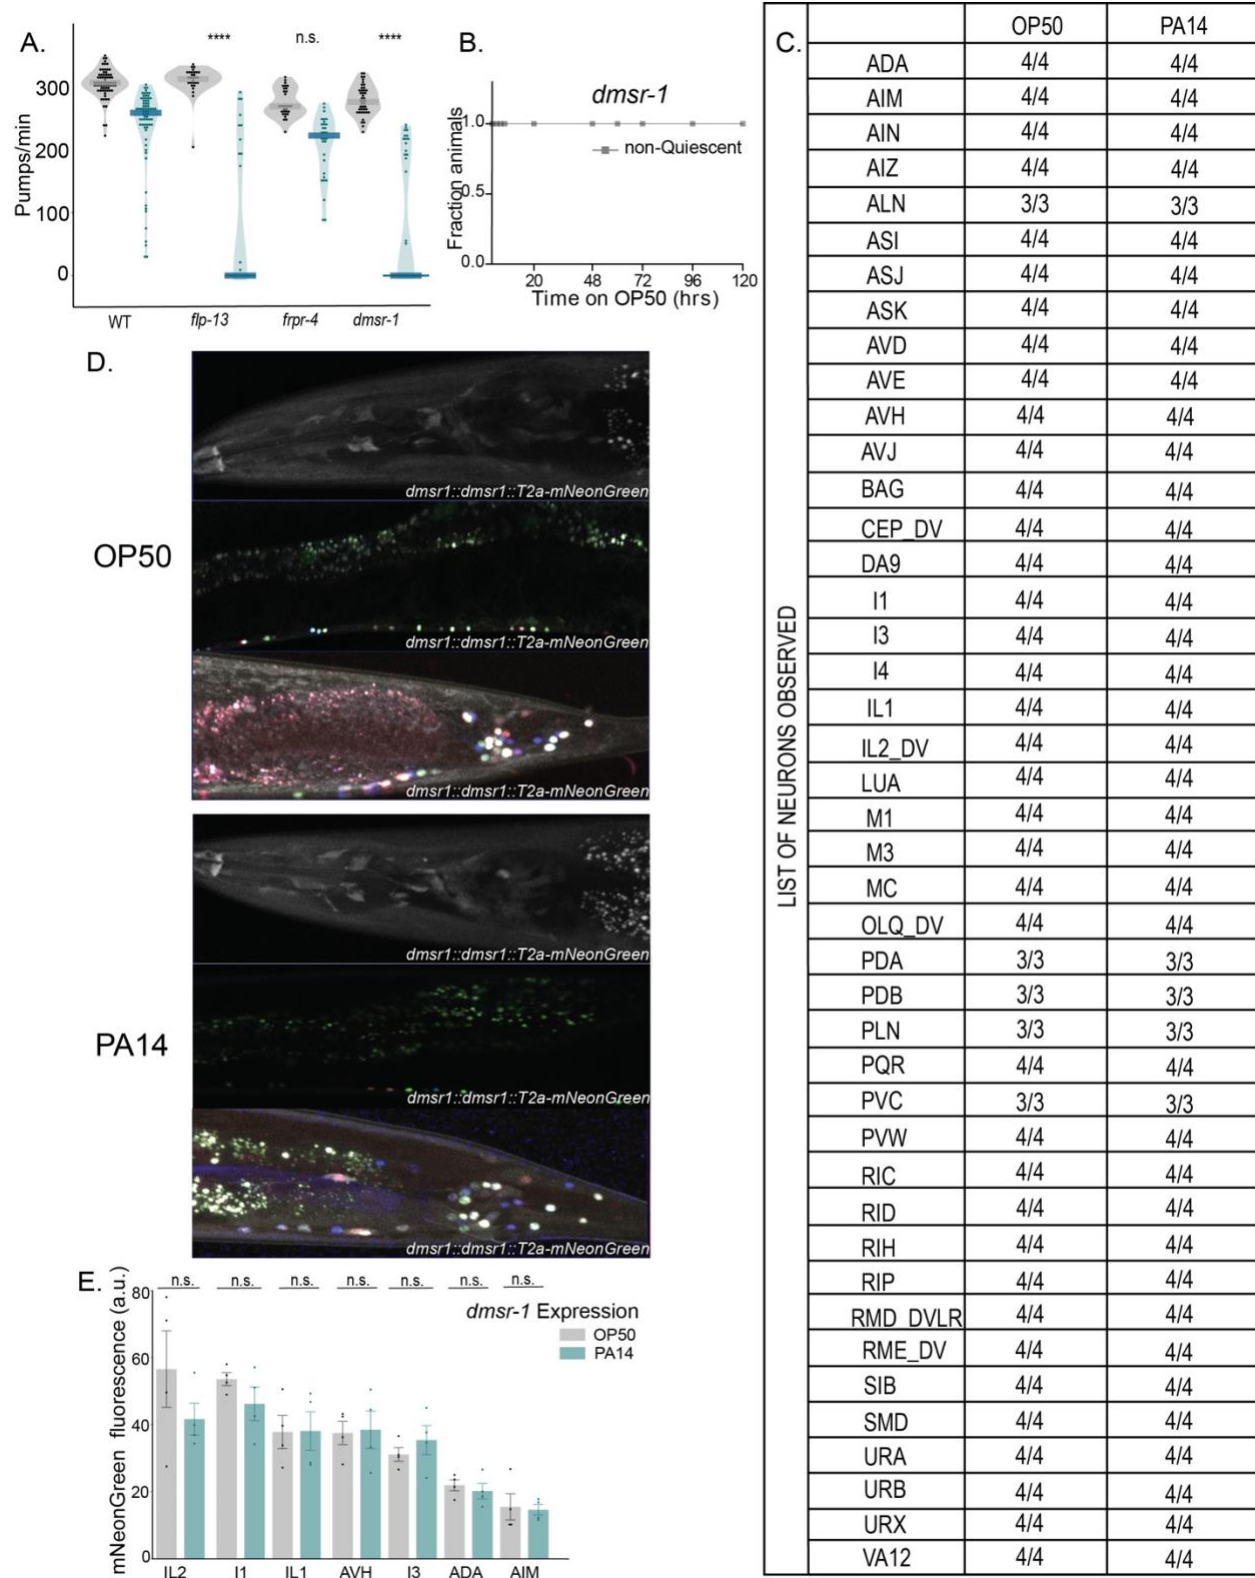 A.
****
n.s.
****
Pumps/min
300
200
100
0
WT
flp-13
frpr-4
dmsr-1
B.
dmsr-1
non-Quiescent
Fraction animals
1.0
0.5
0.0
20 48 72 96 120
Time on OP50 (hrs)
C.
LIST OF NEURONS OBSERVED
OP50 PA14
ADA 4/4 4/4
AIM 4/4 4/4
AIN 4/4 4/4
AIZ 4/4 4/4
ALN 3/3 3/3
ASI 4/4 4/4
ASJ 4/4 4/4
ASK 4/4 4/4
AVD 4/4 4/4
AVE 4/4 4/4
AVH 4/4 4/4
AVJ 4/4 4/4
BAG 4/4 4/4
CEP_DV 4/4 4/4
DA9 4/4 4/4
I1 4/4 4/4
I3 4/4 4/4
I4 4/4 4/4
IL1 4/4 4/4
IL2_DV 4/4 4/4
LUA 4/4 4/4
M1 4/4 4/4
M3 4/4 4/4
MC 4/4 4/4
OLQ_DV 4/4 4/4
PDA 3/3 3/3
PDB 3/3 3/3
PLN 3/3 3/3
PQR 4/4 4/4
PVC 3/3 3/3
PVW 4/4 4/4
RIC 4/4 4/4
RID 4/4 4/4
RIH 4/4 4/4
RIP 4/4 4/4
RMD_DVLR 4/4 4/4
RME_DV 4/4 4/4
SIB 4/4 4/4
SMD 4/4 4/4
URA 4/4 4/4
URB 4/4 4/4
URX 4/4 4/4
VA12 4/4 4/4
D.
OP50
dmsr1::dmsr1::T2a-mNeonGreen
dmsr1::dmsr1::T2a-mNeonGreen
dmsr1::dmsr1::T2a-mNeonGreen
PA14
dmsr1::dmsr1::T2a-mNeonGreen
dmsr1::dmsr1::T2a-mNeonGreen
dmsr1::dmsr1::T2a-mNeonGreen
E.
n.s. n.s. n.s. n.s. n.s. n.s. n.s.
dmsr-1 Expression
OP50
PA14
mNeonGreen fluorescence (a.u.)
80
60
40
20
0
IL2 I1 IL1 AVH I3 ADA AIM